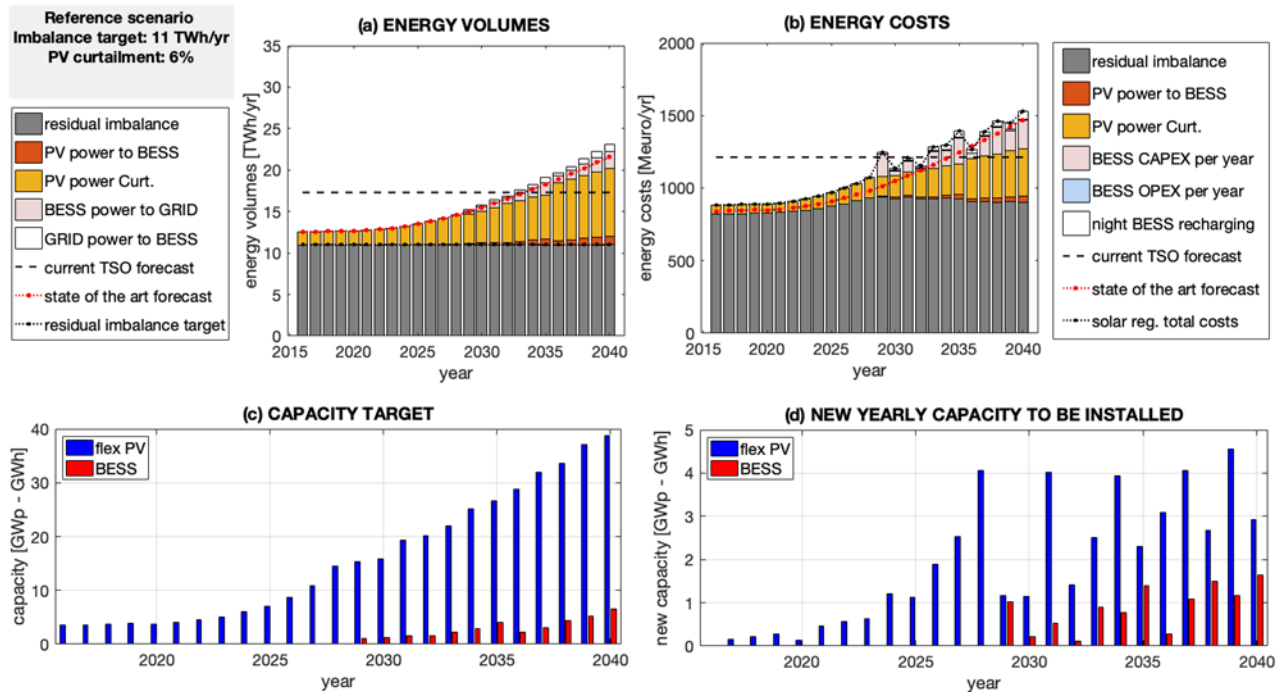 Reference scenario
Imbalance target: 11 TWh/yr
PV curtailment: 6%
residual imbalance
PV power to BESS
PV power Curt.
BESS power to GRID
GRID power to BESS
current TSO forecast
state of the art forecast
residual imbalance target
(a) ENERGY VOLUMES
energy volumes [TWh/yr]
35
30
25
20
15
10
5
0
2015 2020 2025 2030 2035 2040
year
(b) ENERGY COSTS
energy costs [Meuro/yr]
2000
1500
1000
500
0
2015 2020 2025 2030 2035 2040
year
residual imbalance
PV power to BESS
PV power Curt.
BESS CAPEX per year
BESS OPEX per year
night BESS recharging
current TSO forecast
state of the art forecast
solar reg. total costs
(c) CAPACITY TARGET
capacity [GWp - GWh]
40
30
20
10
0
flex PV
BESS
2020 2025 2030 2035 2040
year
(d) NEW YEARLY CAPACITY TO BE INSTALLED
new capacity [GWp - GWh]
5
4
3
2
1
0
flex PV
BESS
2020 2025 2030 2035 2040
year